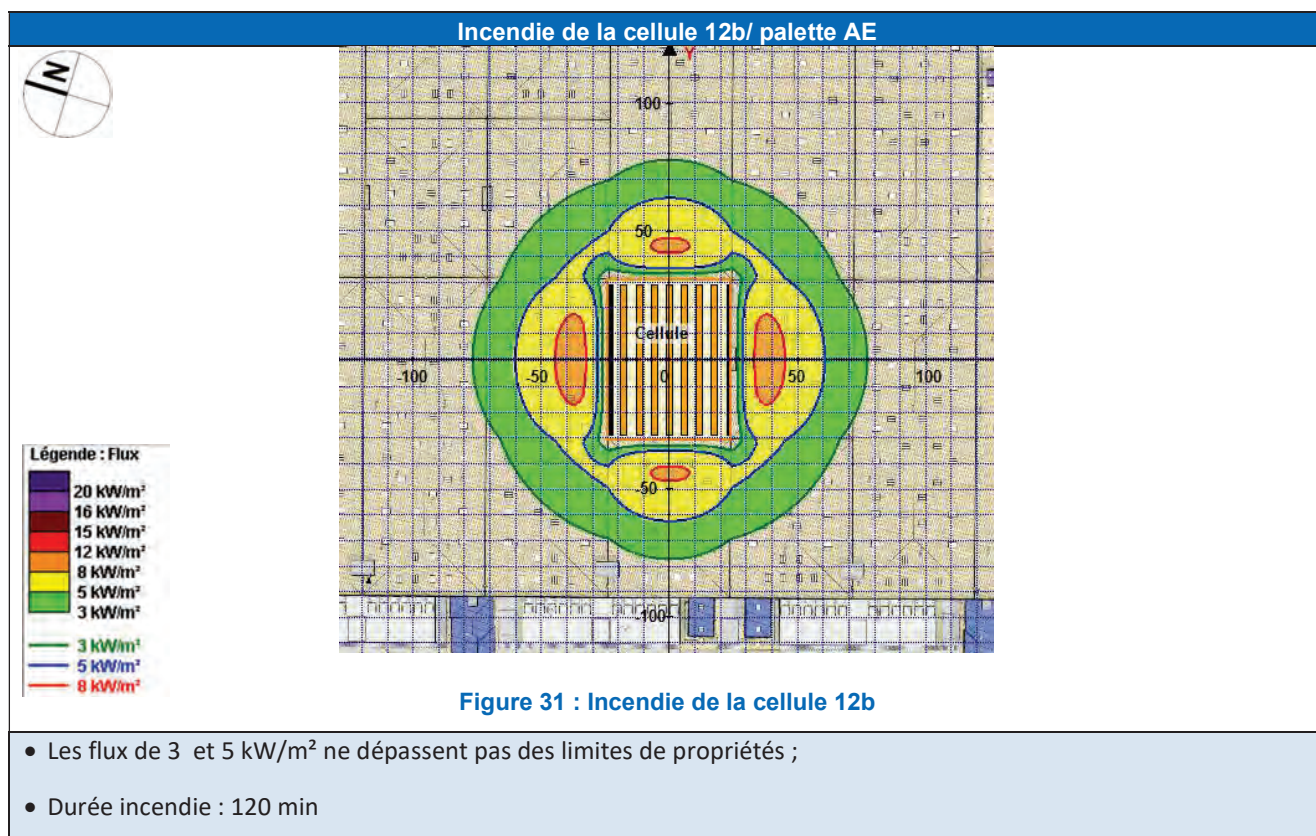 Incendie de la cellule 12b/ palette AE
N
Y
100
50
Cellule
-100
-50
0
50
100
-50
-100
Légende : Flux
20 kW/m²
16 kW/m²
15 kW/m²
12 kW/m²
8 kW/m²
5 kW/m²
3 kW/m²
3 kW/m²
5 kW/m²
8 kW/m²
Figure 31 : Incendie de la cellule 12b
• Les flux de 3 et 5 kW/m² ne dépassent pas des limites de propriétés ;
• Durée incendie : 120 min